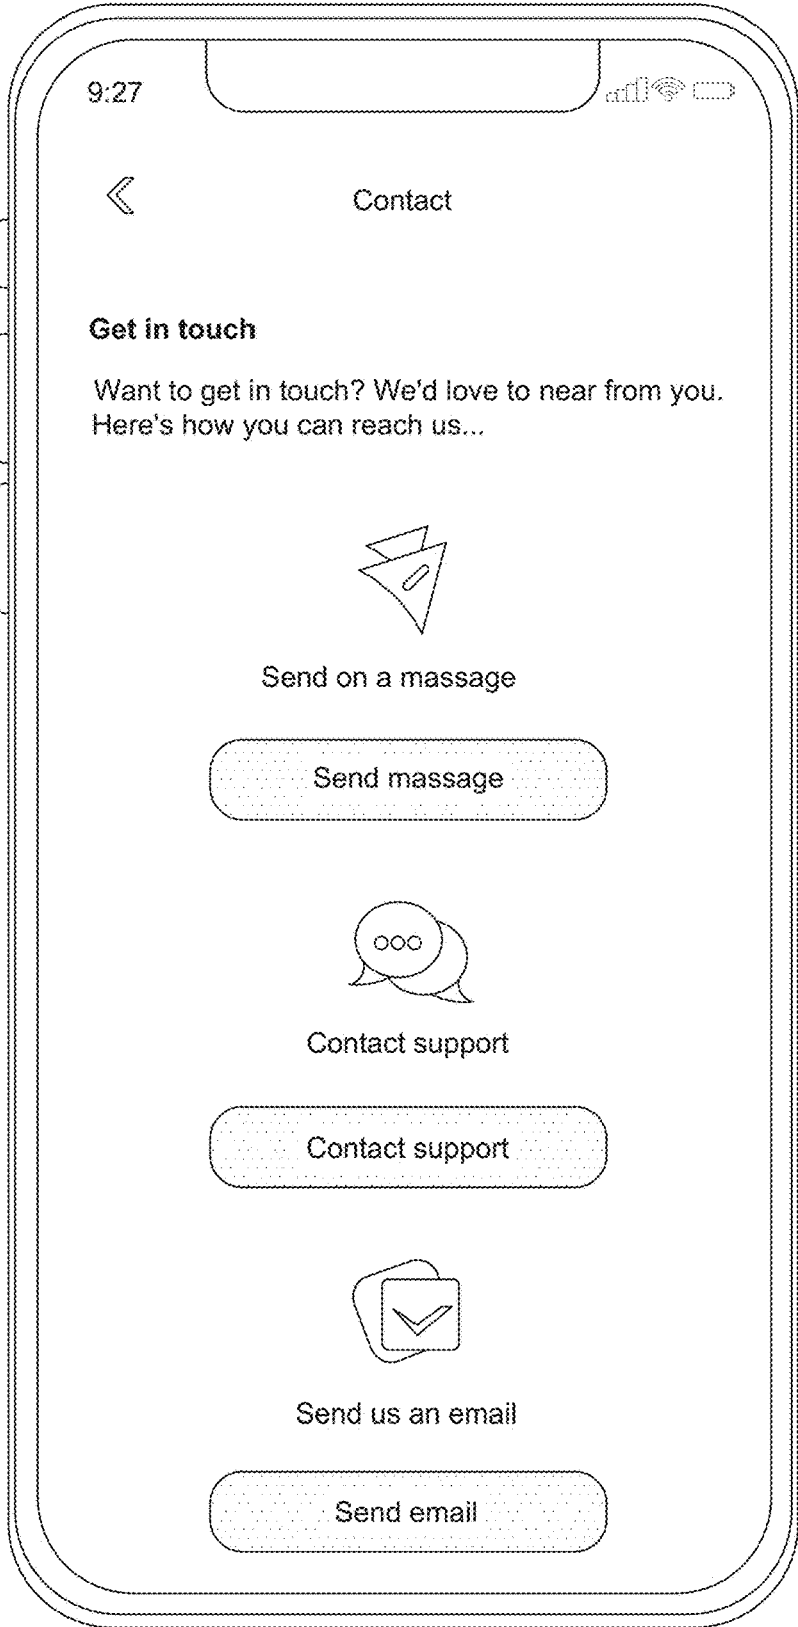 9:27
Contact
Get in touch
Want to get in touch? We'd love to near from you.
Here's how you can reach us...
Send on a massage
Send massage
Contact support
Contact support
Send us an email
Send email